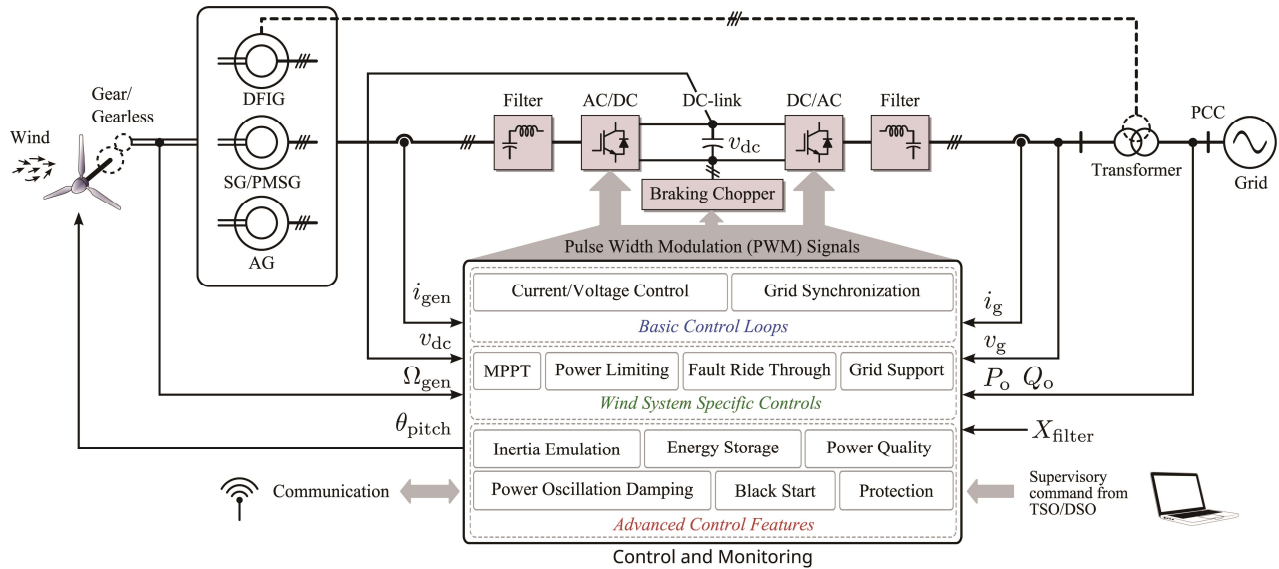 DFIG
Gear/
Gearless
Wind
SG/PMSG
AG
Filter
AC/DC
DC-link
DC/AC
Filter
v_dc
Braking Chopper
PCC
Transformer
Grid
Pulse Width Modulation (PWM) Signals
i_gen
v_dc
Ω_gen
θ_pitch
Current/Voltage Control
Grid Synchronization
Basic Control Loops
MPPT
Power Limiting
Fault Ride Through
Grid Support
Wind System Specific Controls
Inertia Emulation
Energy Storage
Power Quality
Power Oscillation Damping
Black Start
Protection
Advanced Control Features
Control and Monitoring
i_g
v_g
P_o Q_o
X_filter
Communication
Supervisory
command from
TSO/DSO